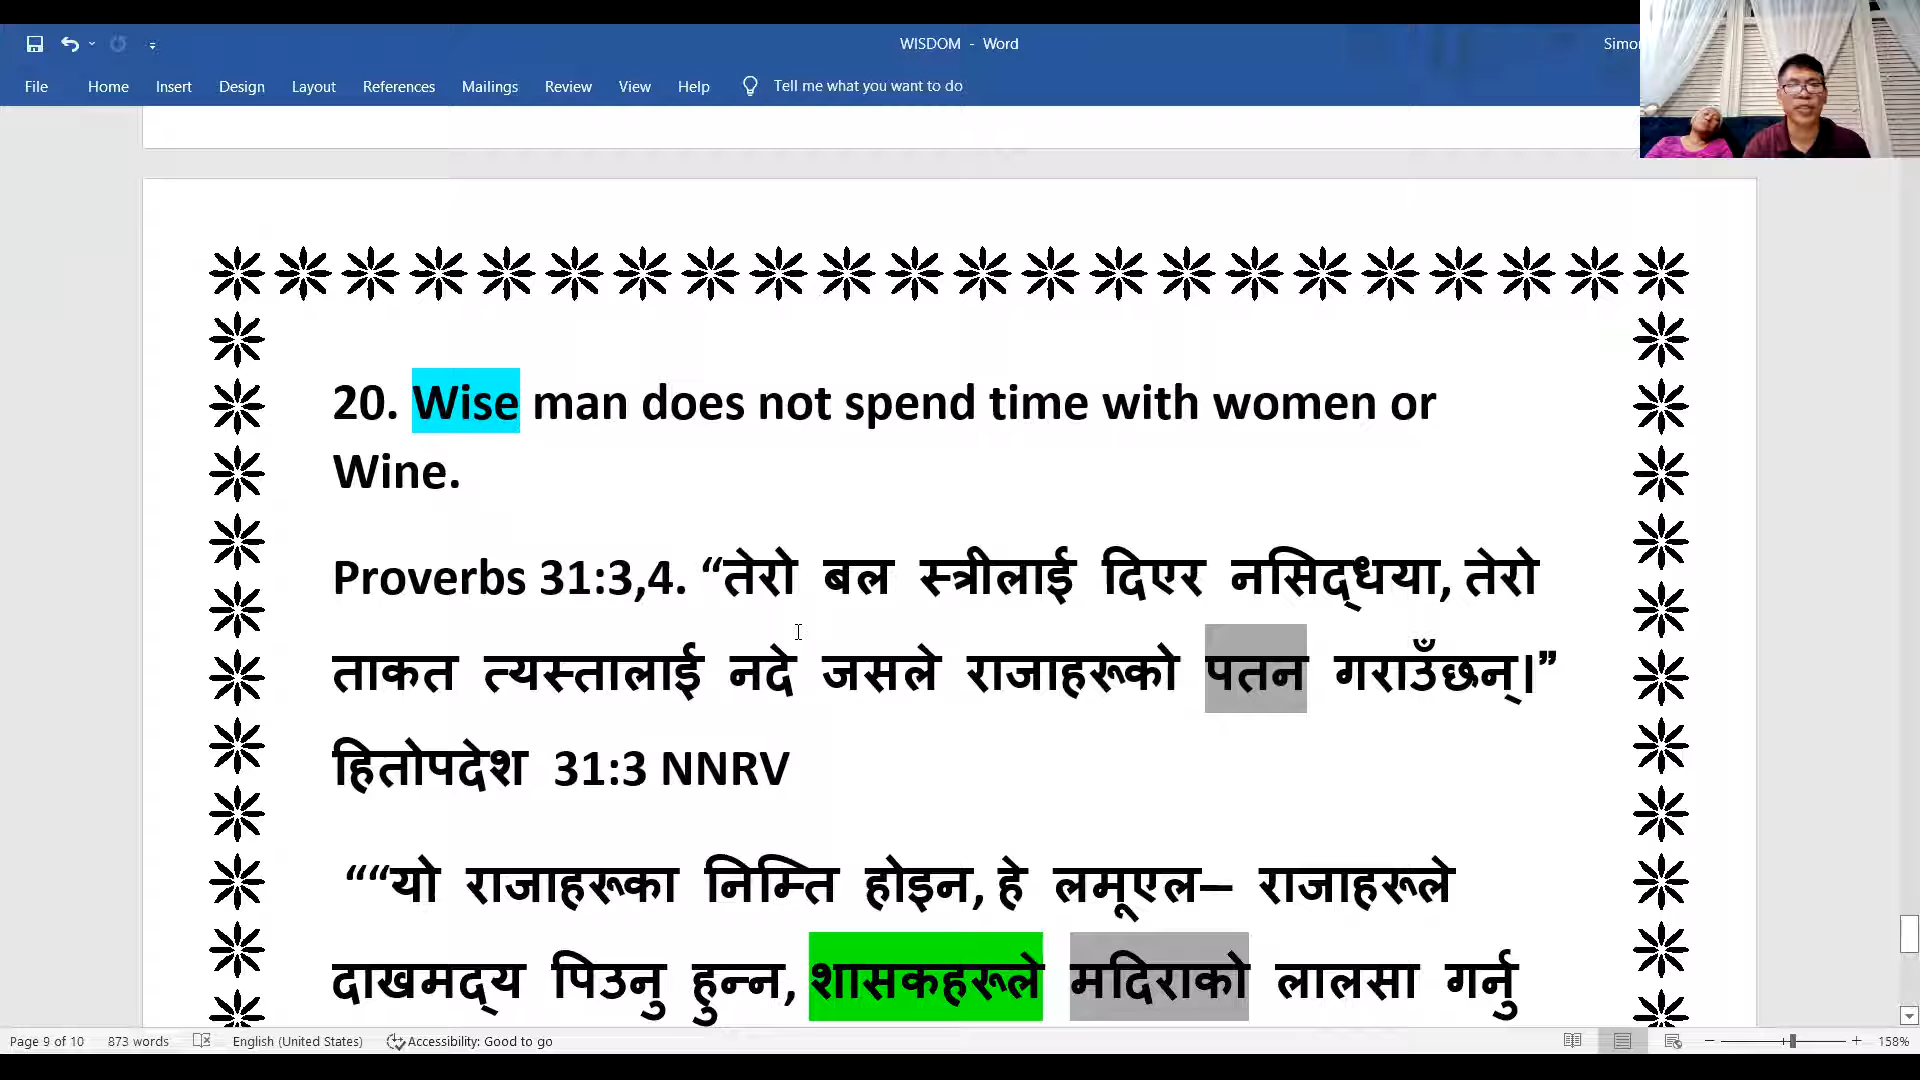 WISDOM - Word
File Home Insert Design Layout References Mailings Review View Help Tell me what you want to do
20. Wise man does not spend time with women or
Wine.
Proverbs 31:3,4. “तेरो बल स्त्रीलाई दिएर नसिद्ध्या, तेरो
ताकत त्यस्तालाई नदे जसले राजाहरूको पतन गराउँछन्।”
हितोपदेश 31:3 NNRV
““यो राजाहरूका निम्ति होइन, हे लमूएल— राजाहरूले
दाखमद्य पिउनु हुन्न, शासकहरूले मदिराको लालसा गर्नु
Page 9 of 10 873 words English (United States) Accessibility: Good to go 158%